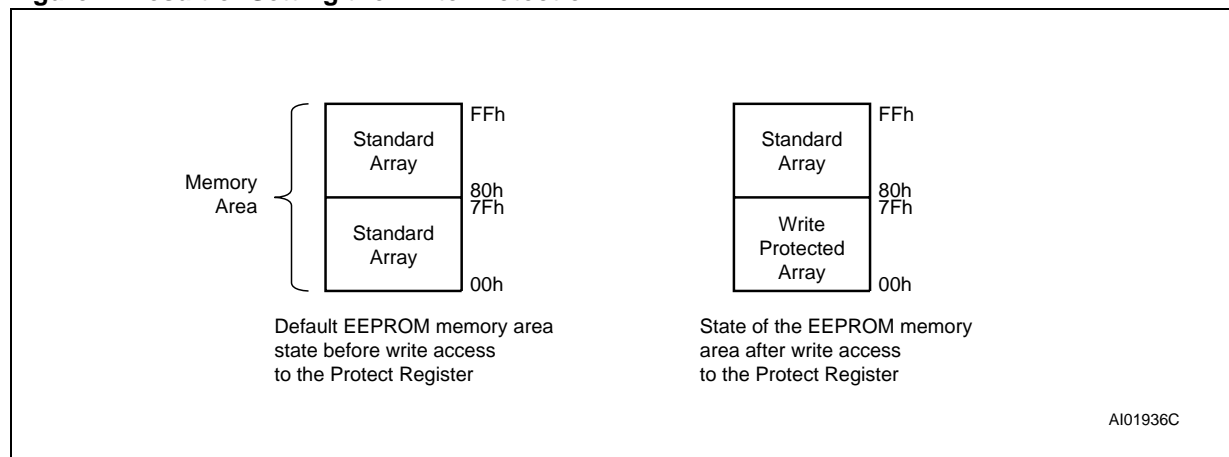 FFh
Standard
Array
Memory
Area
80h
7Fh
Standard
Array
00h
Default EEPROM memory area
state before write access
to the Protect Register
FFh
Standard
Array
80h
7Fh
Write
Protected
Array
00h
State of the EEPROM memory
area after write access
to the Protect Register
AI01936C